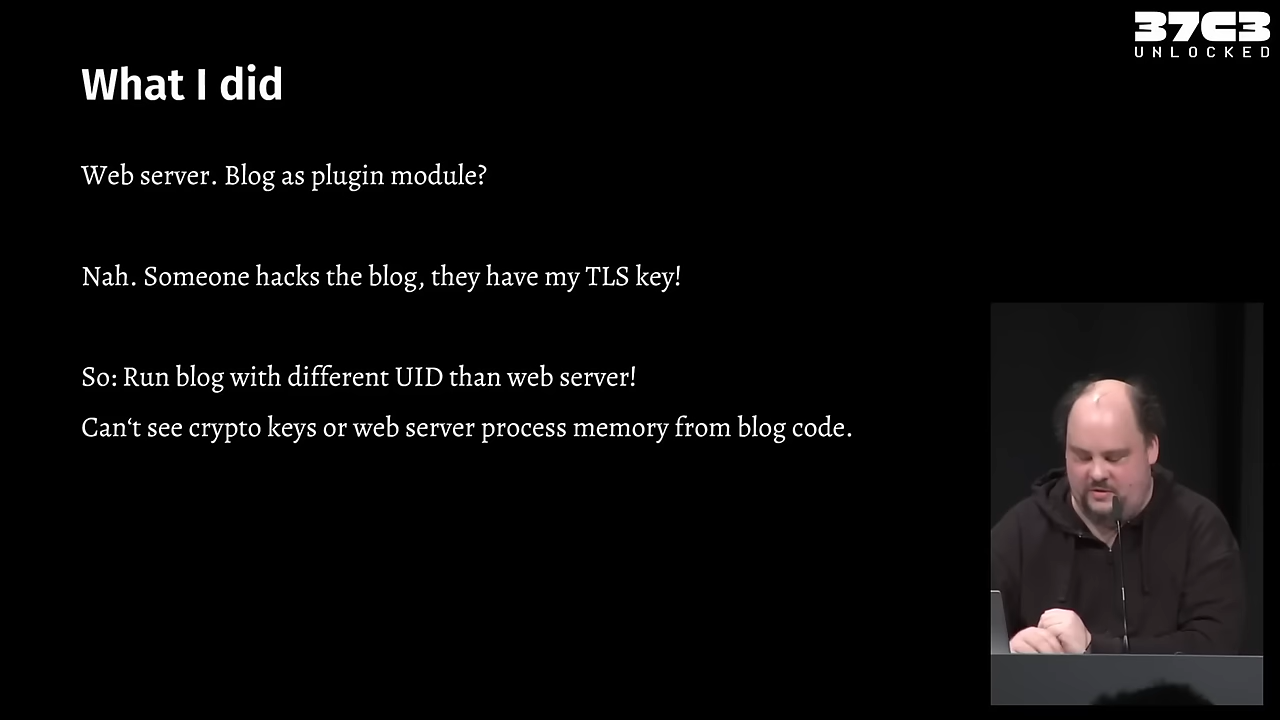 37C3
UNLOCKED
What I did
Web server. Blog as plugin module?
Nah. Someone hacks the blog, they have my TLS key!
So: Run blog with different UID than web server!
Can‘t see crypto keys or web server process memory from blog code.